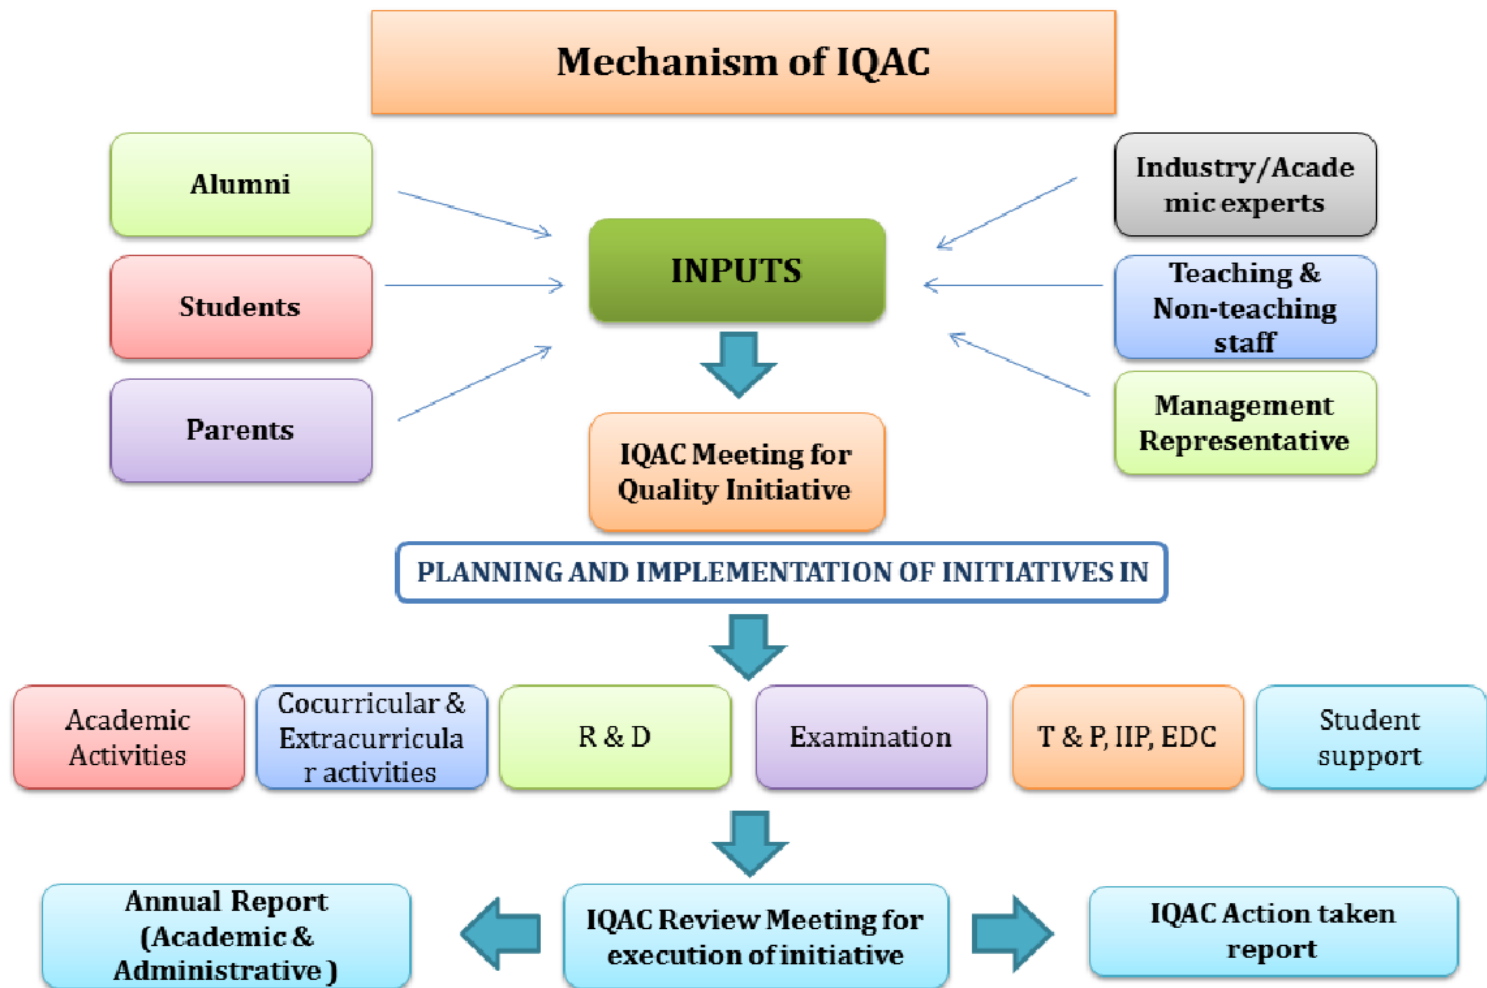 Mechanism of IQAC
Alumni
Industry/Acade
mic experts
INPUTS
Students
Teaching &
Non-teaching
staff
Parents
Management
Representative
IQAC Meeting for
Quality Initiative
PLANNING AND IMPLEMENTATION OF INITIATIVES IN
Academic
Activities
Cocurricular &
Extracurricula
r activities
R & D
Examination
T & P, IIP, EDC
Student
support
Annual Report
(Academic &
Administrative )
IQAC Review Meeting for
execution of initiative
IQAC Action taken
report